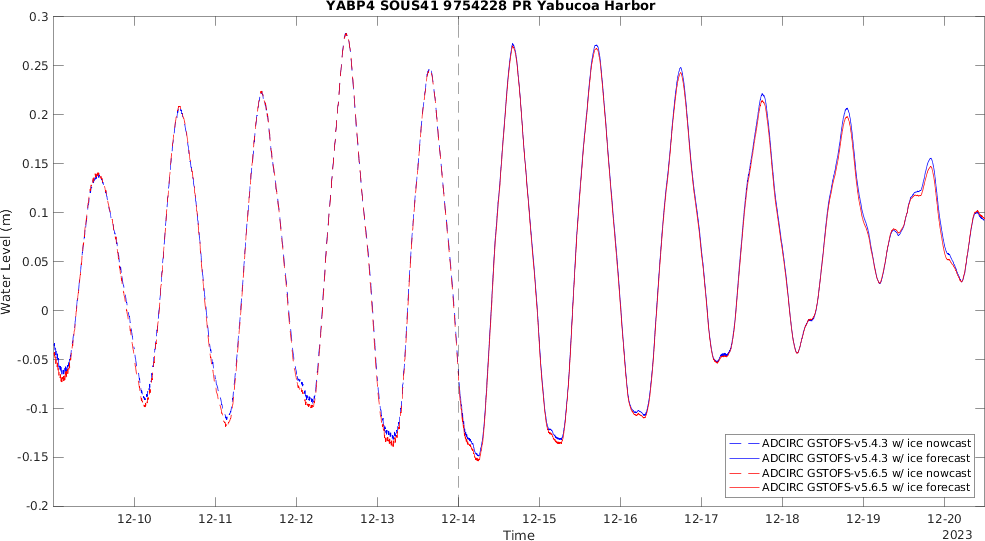 YABP4 SOUS41 9754228 PR Yabucoa Harbor
0.3
0.25
0.2
0.15
0.1
0.05
0
-0.05
-0.1
-0.15
-0.2
Water Level (m)
ADCIRC GSTOFS-v5.4.3 w/ ice nowcast
ADCIRC GSTOFS-v5.4.3 w/ ice forecast
ADCIRC GSTOFS-v5.6.5 w/ ice nowcast
ADCIRC GSTOFS-v5.6.5 w/ ice forecast
12-10 12-11 12-12 12-13 12-14 12-15 12-16 12-17 12-18 12-19 12-20
Time
2023